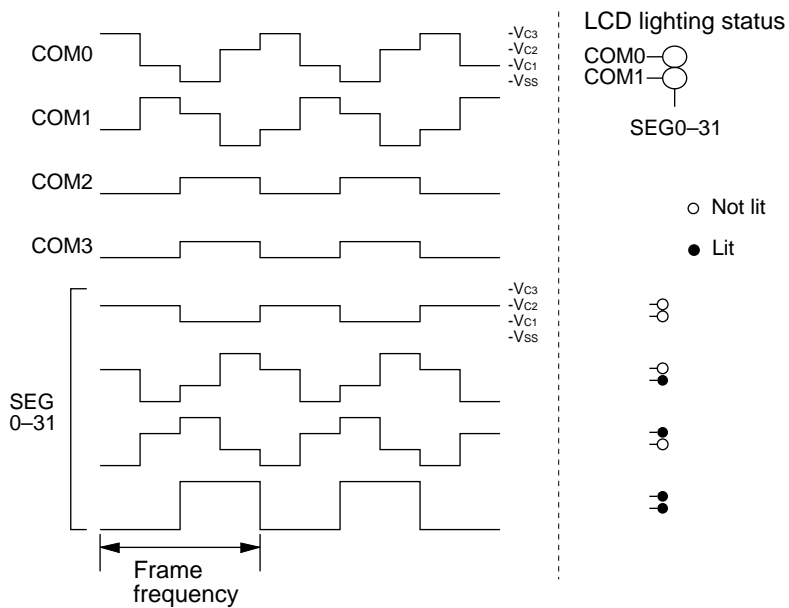 COM0
-VC3
-VC2
-VC1
-VSS
COM1
COM2
COM3
SEG
0–31
-VC3
-VC2
-VC1
-VSS
Frame
frequency
LCD lighting status
COM0
COM1
SEG0–31
Not lit
Lit